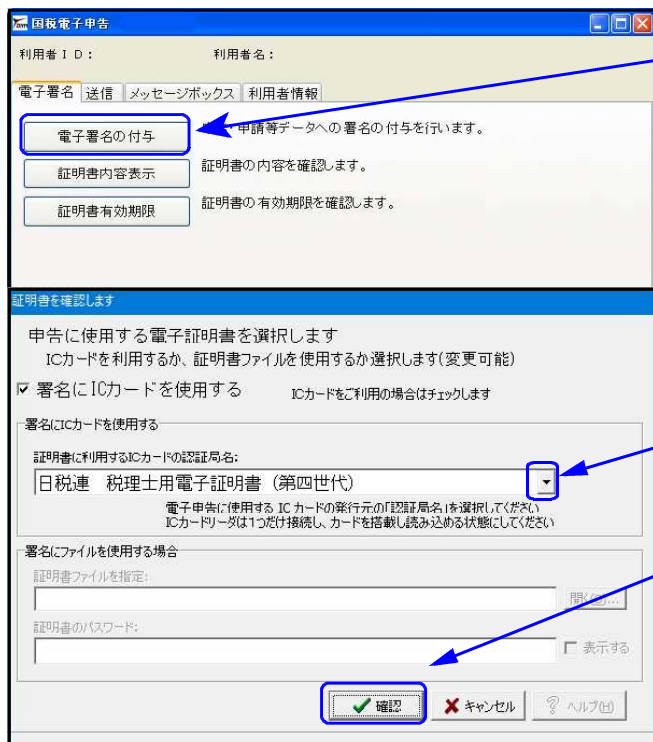 国税電子申告
利用者ID: 利用者名:
電子署名 送信 メッセージボックス 利用者情報
電子署名の付与 ・申請等データへの署名の付与を行います。
証明書内容表示 証明書の内容を確認します。
証明書有効期限 証明書の有効期限を確認します。
証明書を確認します
申告に使用する電子証明書を選択します
ICカードを利用するか、証明書ファイルを使用するか選択します(変更可能)
署名にICカードを使用する ICカードをご利用の場合はチェックします
署名にICカードを使用する
証明書に利用するICカードの認証局名:
日税連 税理士用電子証明書(第四世代)
電子申告に使用する IC カードの発行元の「認証局名」を選択してください
ICカードリーダは1つだけ接続し、カードを搭載し読み込める状態にしてください
署名にファイルを使用する場合
証明書ファイルを指定:
開く(O)...
証明書のパスワード:
表示する
確認 キャンセル ヘルプ(H)